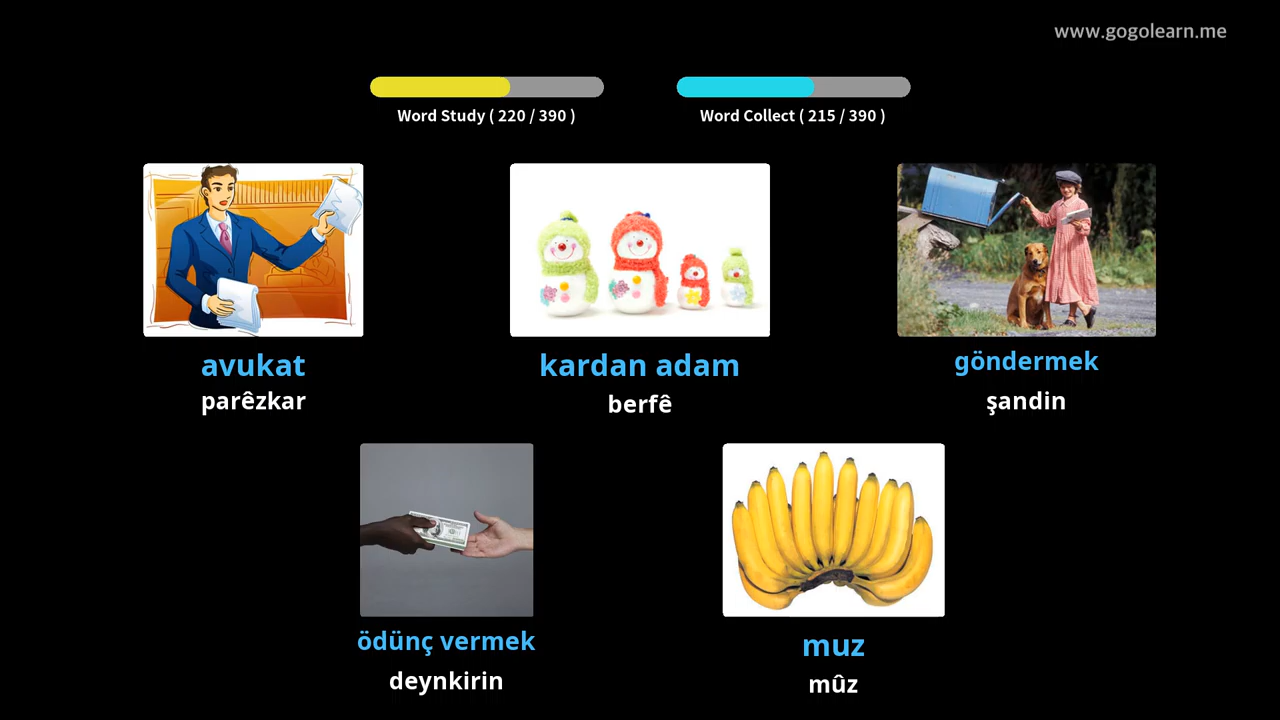 www.gogolearn.me
Word Study ( 220 / 390 )
Word Collect ( 215 / 390 )
avukat
parêzkar
kardan adam
berfê
göndermek
şandin
ödünç vermek
deynkirin
muz
mûz